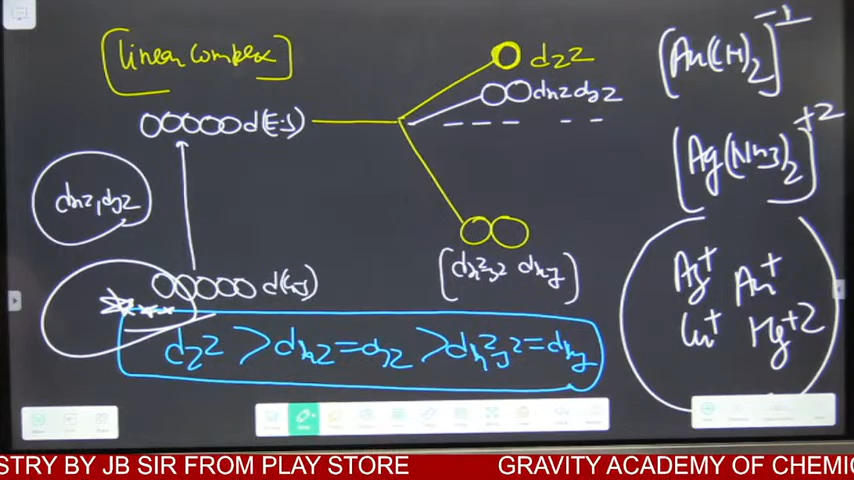 [linear complex]
dz2
dxz dyz
d(E.S)
dxz, dyz
[dx²-y² dxy]
d(u.s)
dz2 > dxz = dyz > dx²-y² = dxy
[Au(CN)2]-1
[Ag(NH3)2]+2
Ag+ Au+
Cu+ Hg+2
STRY BY JB SIR FROM PLAY STORE GRAVITY ACADEMY OF CHEMIC